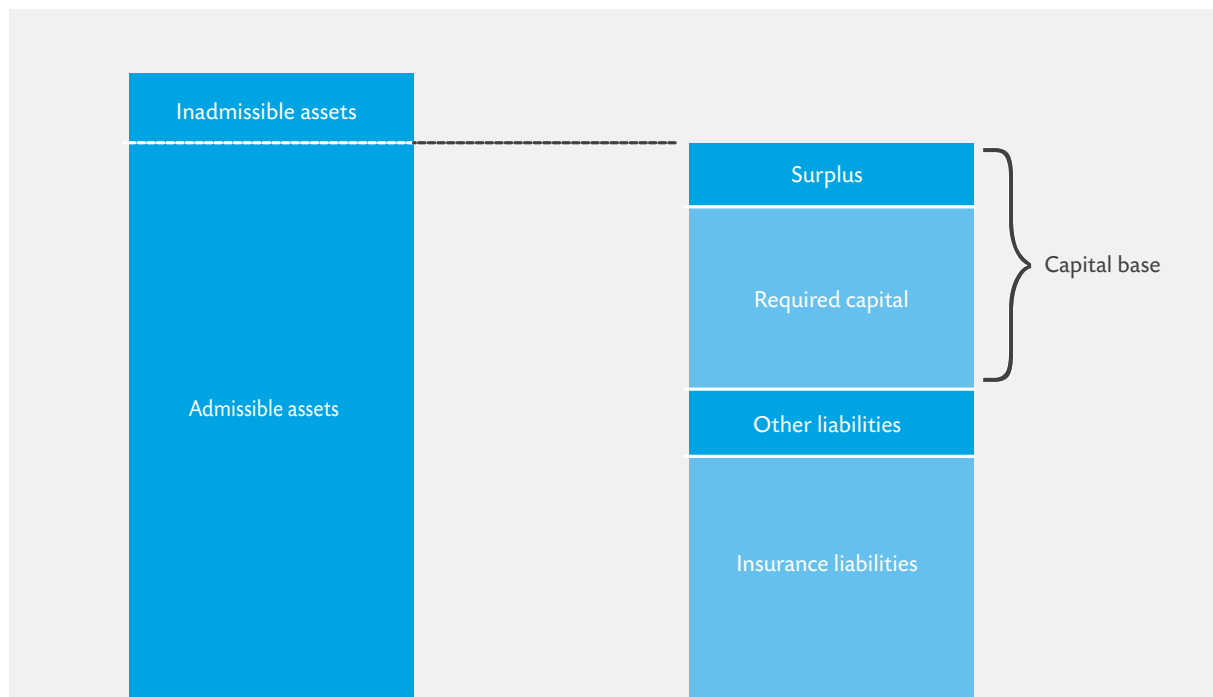 Inadmissible assets
Admissible assets
Surplus
Required capital
Other liabilities
Insurance liabilities
Capital base